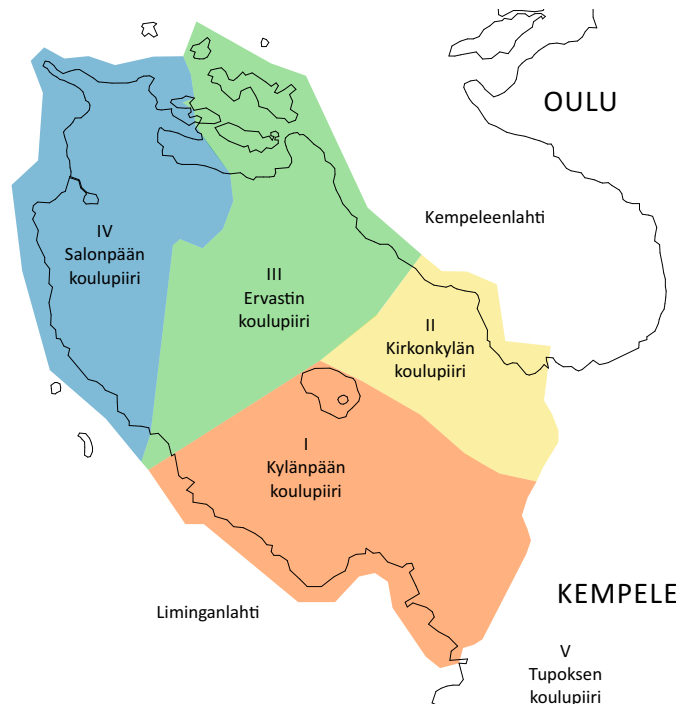 OULU
Kempeleenlahti
IV
Salonpään
koulupiiri
III
Ervastin
koulupiiri
II
Kirkonkylän
koulupiiri
I
Kylänpään
koulupiiri
Liminganlahti
KEMPELE
V
Tupoksen
koulupiiri